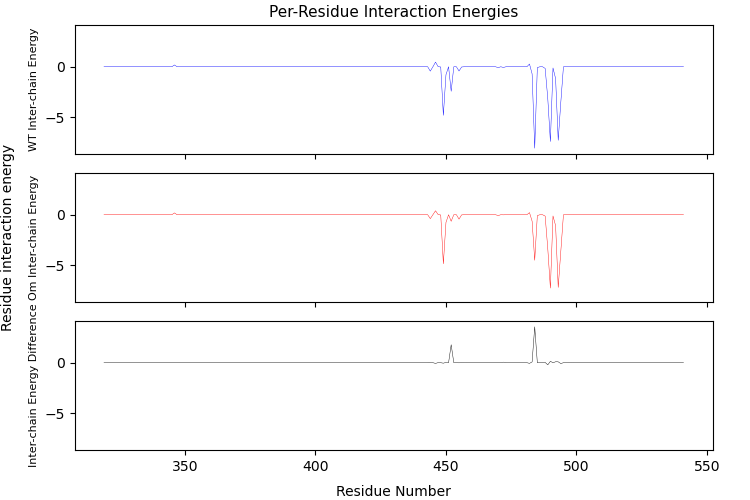 Per-Residue Interaction Energies
Residue interaction energy
WT Inter-chain Energy
0
−5
Om Inter-chain Energy
0
−5
Inter-chain Energy Difference
0
−5
350
400
450
500
550
Residue Number